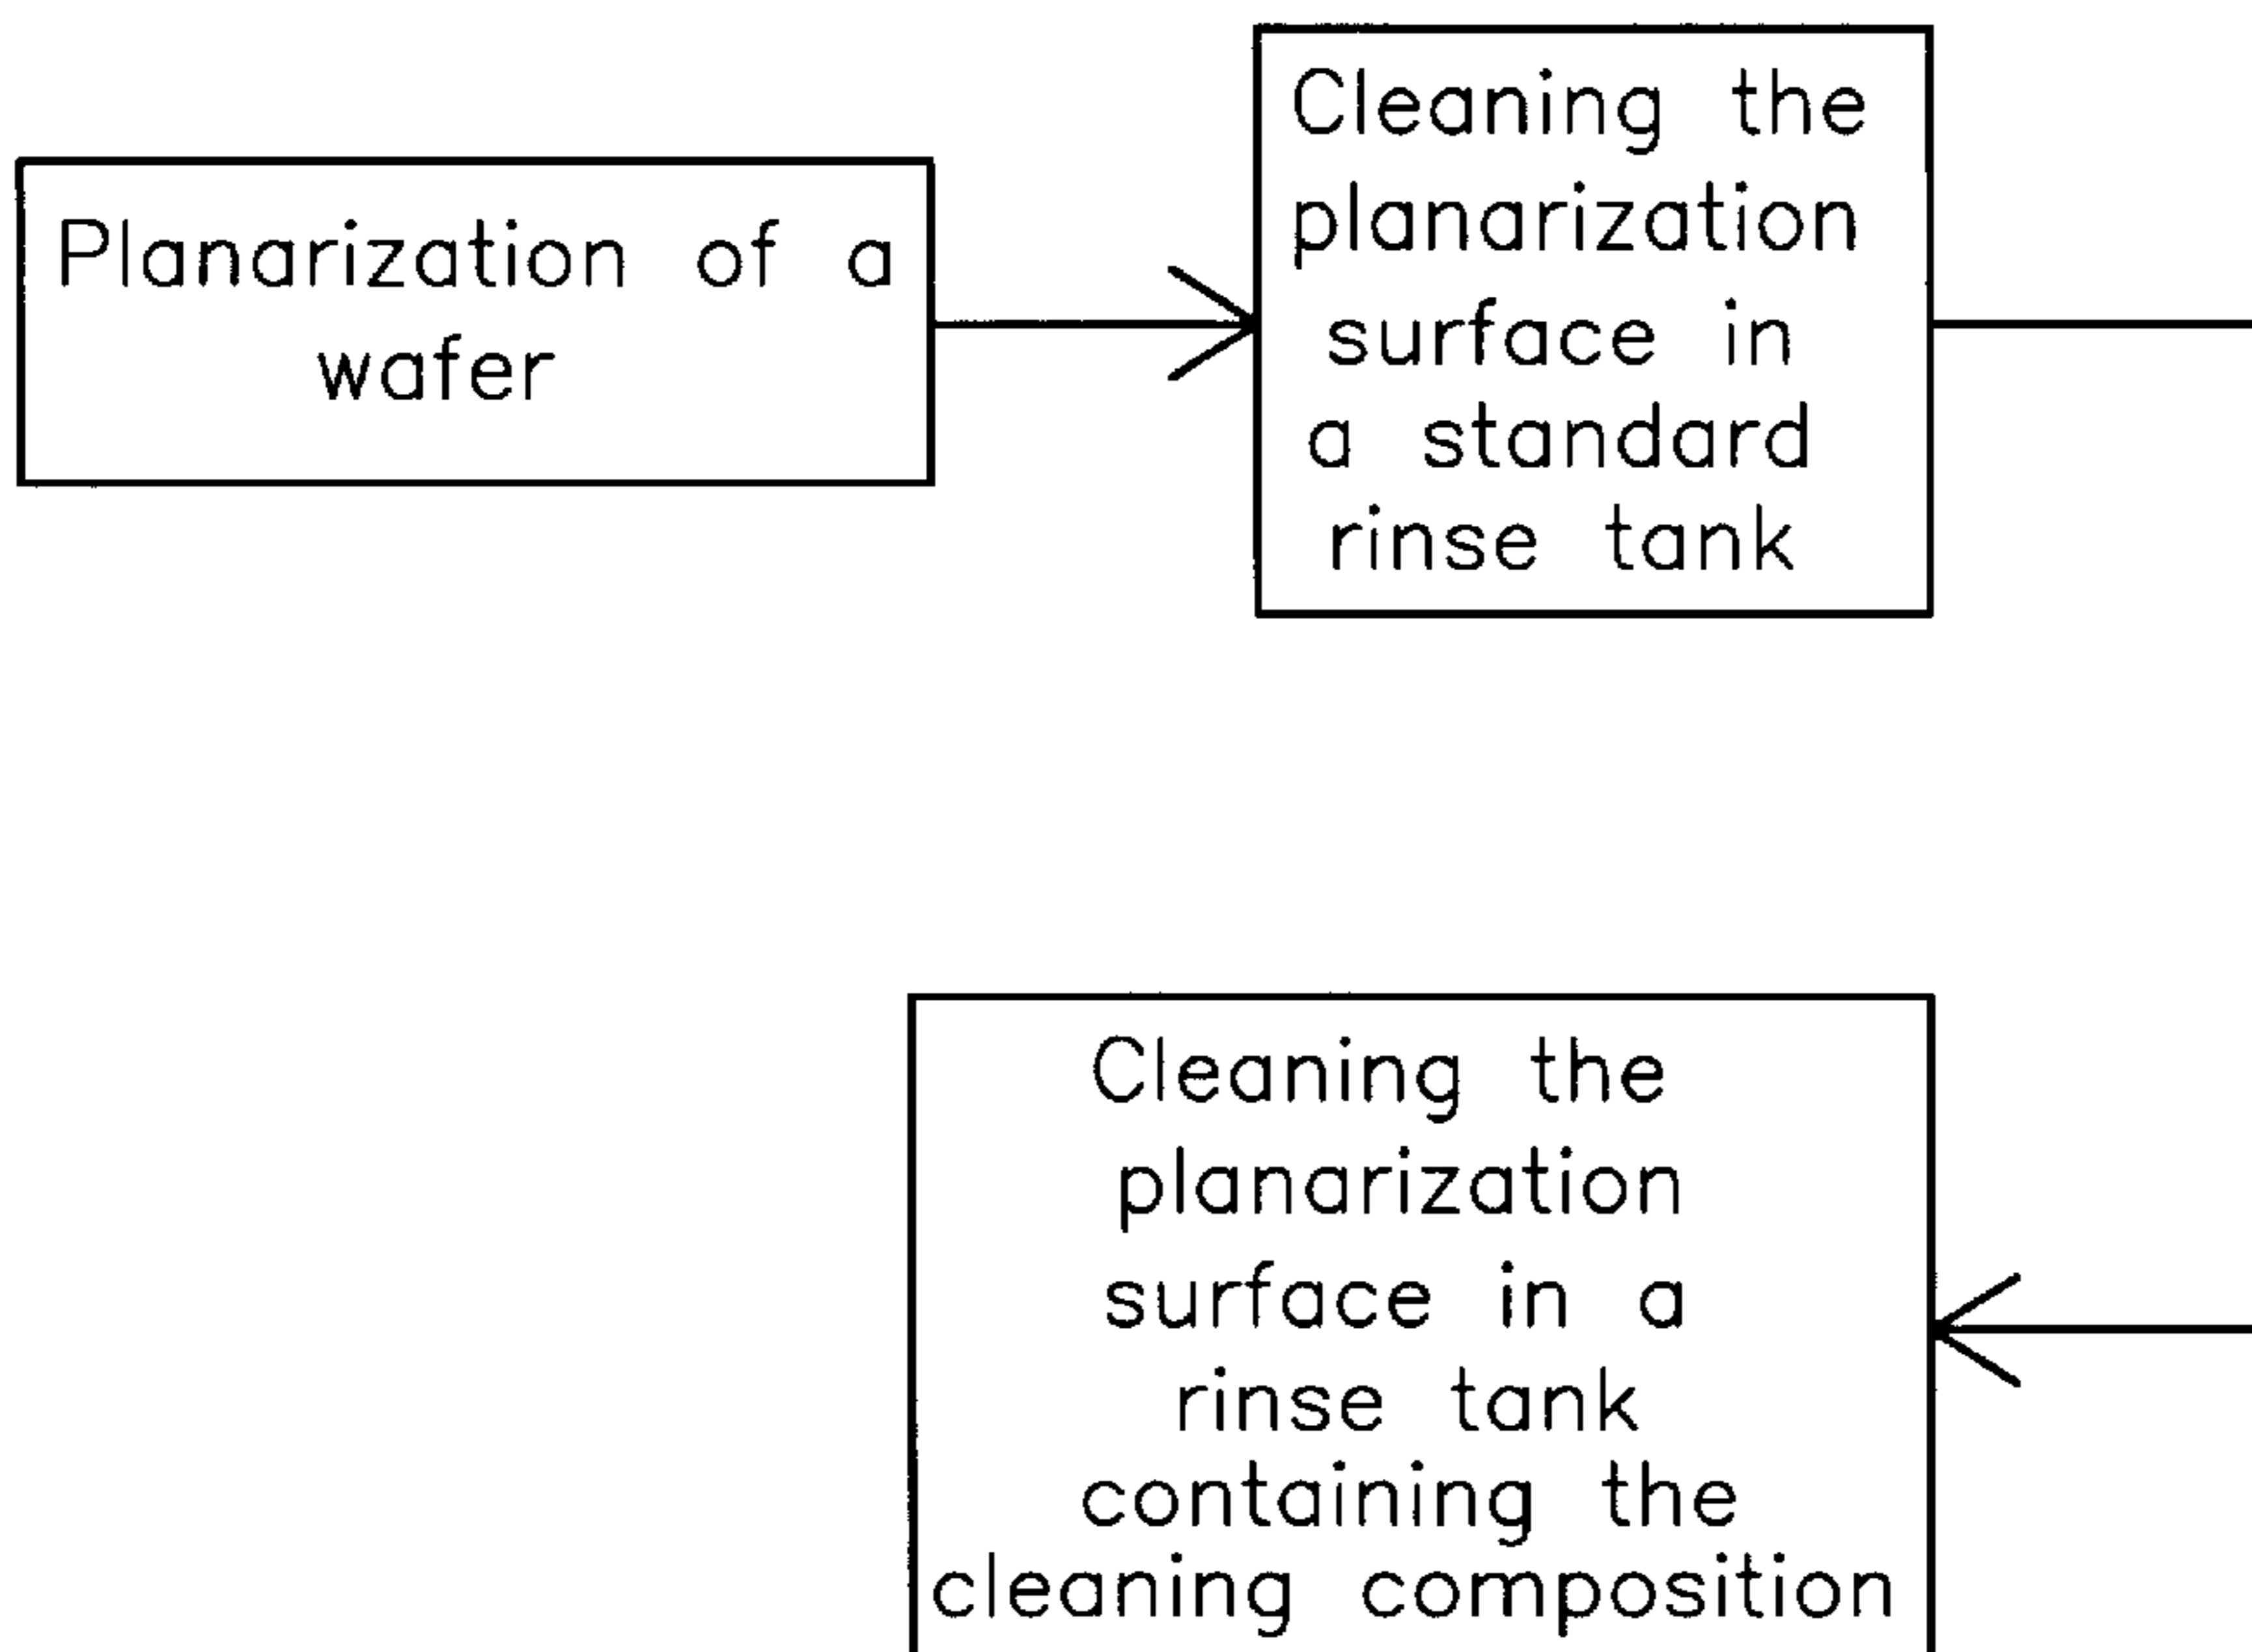 Planarization of a
wafer
Cleaning the
planarization
surface in
a standard
rinse tank
Cleaning the
planarization
surface in a
rinse tank
containing the
cleaning composition